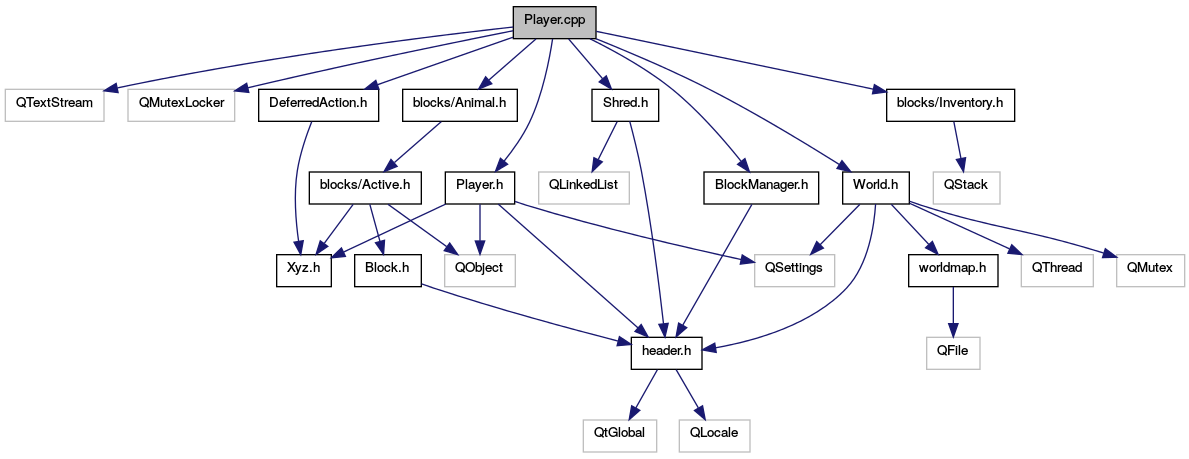 Player.cpp
QTextStream
QMutexLocker
DeferredAction.h
blocks/Animal.h
Shred.h
blocks/Inventory.h
blocks/Active.h
Player.h
QLinkedList
BlockManager.h
World.h
QStack
Xyz.h
Block.h
QObject
QSettings
worldmap.h
QThread
QMutex
header.h
QFile
QtGlobal
QLocale